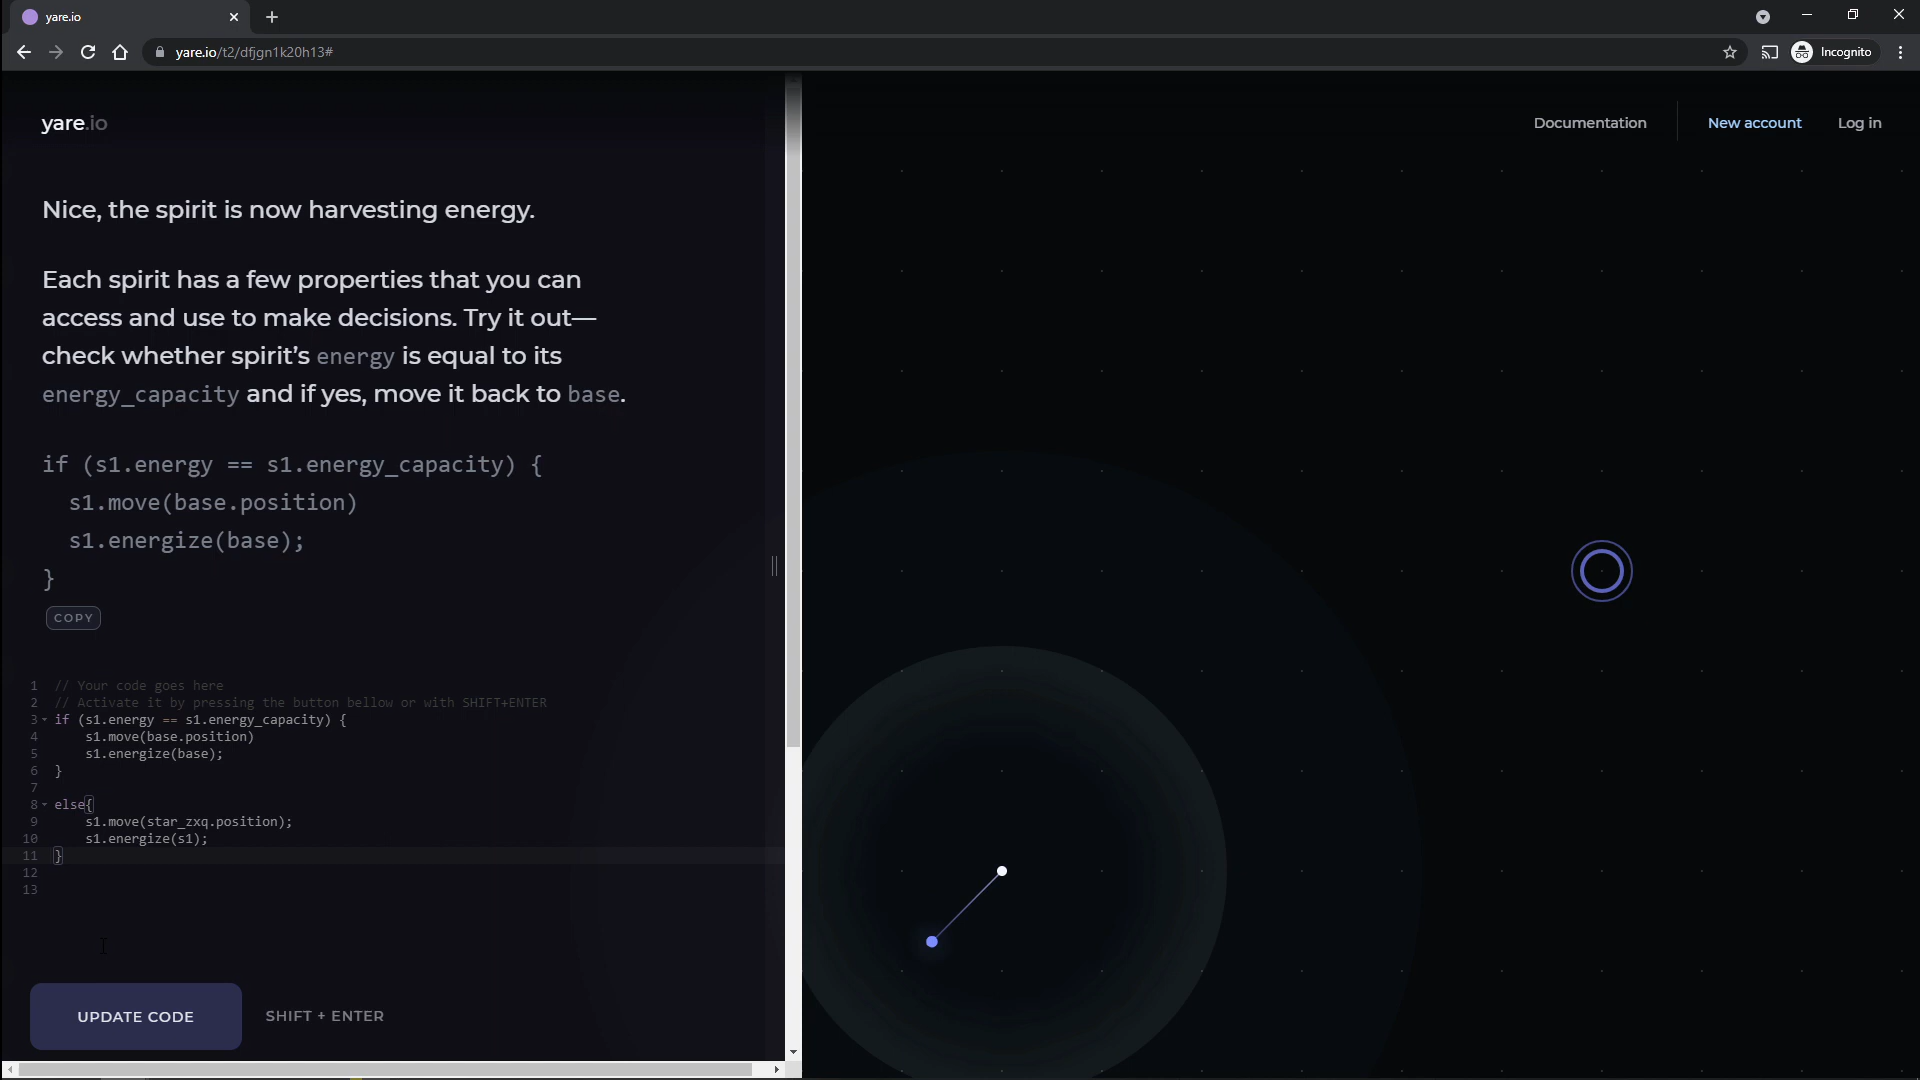 yare.io
yare.io/t2/dfjgn1k20h13#
Incognito
yare.io
Documentation
New account
Log in
Nice, the spirit is now harvesting energy.
Each spirit has a few properties that you can
access and use to make decisions. Try it out—
check whether spirit’s energy is equal to its
energy_capacity and if yes, move it back to base.
if (s1.energy == s1.energy_capacity) {
  s1.move(base.position)
  s1.energize(base);
}
COPY
1 // Your code goes here
2 // Activate it by pressing the button bellow or with SHIFT+ENTER
3 if (s1.energy == s1.energy_capacity) {
4     s1.move(base.position)
5     s1.energize(base);
6 }
7
8 else{
9     s1.move(star_zxq.position);
10     s1.energize(s1);
11 }
12
13
UPDATE CODE
SHIFT + ENTER